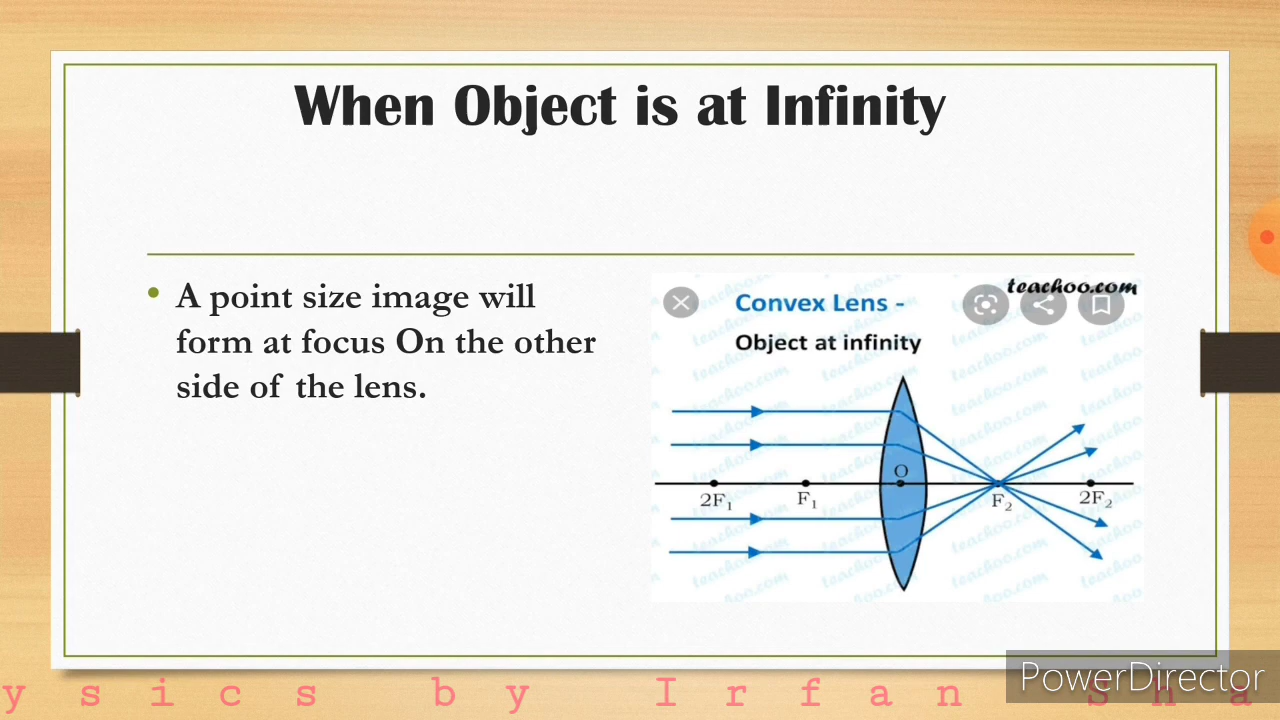 When Object is at Infinity
• A point size image will
form at focus On the other
side of the lens.
teachoo.com
Convex Lens -
Object at infinity
O
2F₁
F₁
F₂
2F₂
PowerDirector
y s i c s b y I r f a n S h a